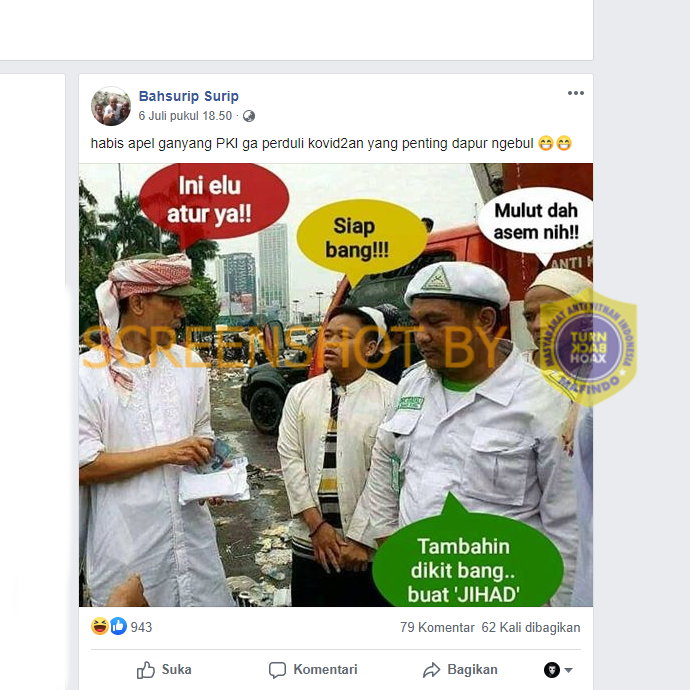 Bahsurip Surip
6 Juli pukul 18.50 ·
habis apel ganyang PKI ga perduli kovid2an yang penting dapur ngebul
Ini elu
atur ya!!
Siap
bang!!!
Mulut dah
asem nih!!
ANTI K
SCREENSHOT BY
MASYARAKAT ANTI FITNAH INDONESIA
TURN
BACK
HOAX
MAFINDO
Tambahin
dikit bang..
buat 'JIHAD'
943
79 Komentar 62 Kali dibagikan
Suka
Komentari
Bagikan